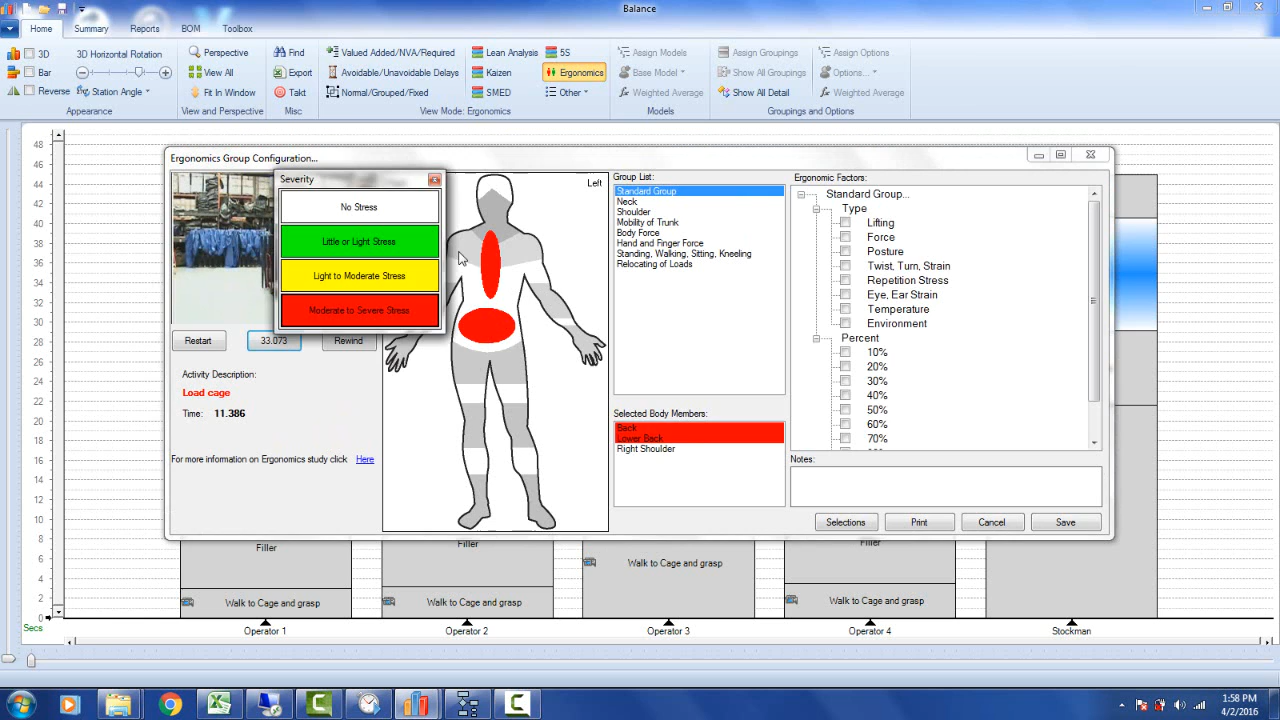 Balance
Home Summary Reports BOM Toolbox
3D 3D Horizontal Rotation Perspective Find Valued Added/NVA/Required Lean Analysis 5S Assign Models Assign Groupings Assign Options
Bar View All Export Avoidable/Unavoidable Delays Kaizen Ergonomics Base Model Show All Groupings Options...
Reverse Station Angle Fit In Window Takt Normal/Grouped/Fixed SMED Other Weighted Average Show All Detail Weighted Average
Appearance View and Perspective Misc View Mode: Ergonomics Models Groupings and Options
Ergonomics Group Configuration...
Severity
No Stress
Little or Light Stress
Light to Moderate Stress
Moderate to Severe Stress
Restart 33.073 Rewind
Activity Description:
Load cage
Time: 11.386
For more information on Ergonomics study click Here
Left
Group List:
Standard Group
Neck
Shoulder
Mobility of Trunk
Body Force
Hand and Finger Force
Standing, Walking, Sitting, Kneeling
Relocating of Loads
Selected Body Members:
Back
Lower Back
Right Shoulder
Ergonomic Factors:
Standard Group...
Type
Lifting
Force
Posture
Twist, Turn, Strain
Repetition Stress
Eye, Ear Strain
Temperature
Environment
Percent
10%
20%
30%
40%
50%
60%
70%
Notes:
Selections Print Cancel Save
48
46
44
42
40
38
36
34
32
30
28
26
24
22
20
18
16
14
12
10
8
6
4
2
0
Secs
Filler Filler Filler
Walk to Cage and grasp Walk to Cage and grasp Walk to Cage and grasp Walk to Cage and grasp
Operator 1 Operator 2 Operator 3 Operator 4 Stockman
1:58 PM
4/2/2016